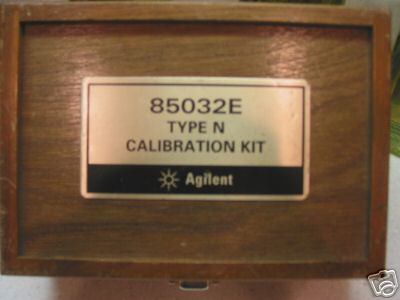 85032E
TYPE N
CALIBRATION KIT
Agilent